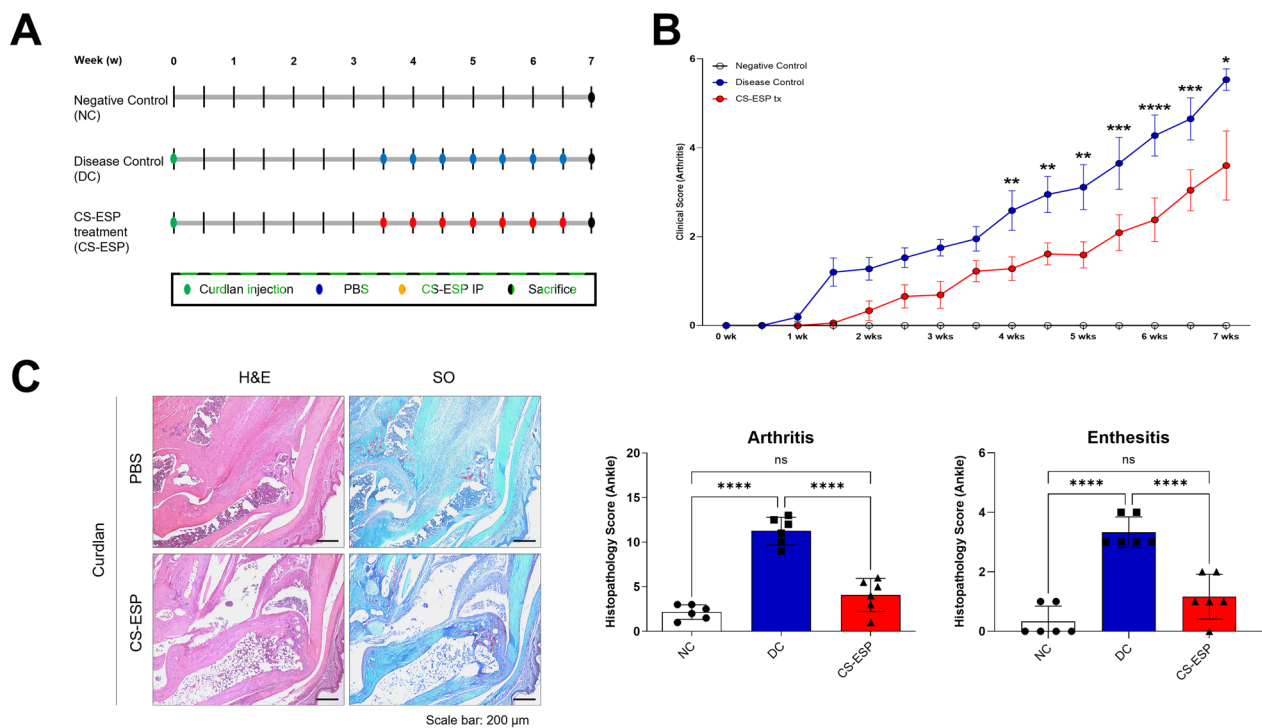 A
Week (w) 0 1 2 3 4 5 6 7
Negative Control
(NC)
Disease Control
(DC)
CS-ESP
treatment
(CS-ESP)
Curdlan injection PBS CS-ESP IP Sacrifice
B
Negative Control
Disease Control
CS-ESP tx
Clinical Score (Arthritis)
6
4
2
0
** ** ** *** **** *** *
0 wk 1 wk 2 wks 3 wks 4 wks 5 wks 6 wks 7 wks
C
H&E SO
Curdlan
PBS
CS-ESP
Scale bar: 200 μm
Arthritis
Histopathology Score (Ankle)
20
15
10
5
0
ns
**** ****
NC DC CS-ESP
Enthesitis
Histopathology Score (Ankle)
6
4
2
0
ns
**** ****
NC DC CS-ESP